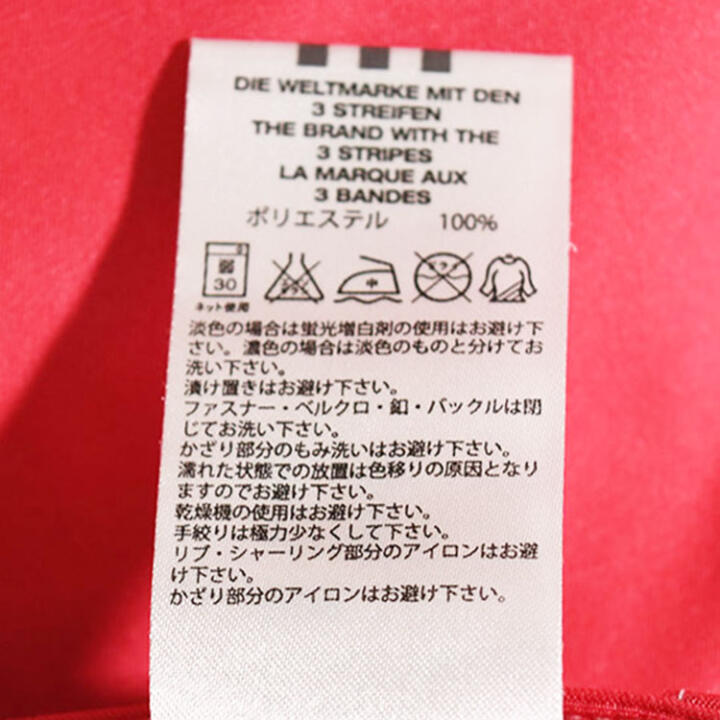 DIE WELTMARKE MIT DEN
3 STREIFEN
THE BRAND WITH THE
3 STRIPES
LA MARQUE AUX
3 BANDES
ポリエステル 100%
30
ネット使用
淡色の場合は蛍光増白剤の使用はお避け下
さい。濃色の場合は淡色のものと分けてお
洗い下さい。
漬け置きはお避け下さい。
ファスナー・ベルクロ・釦・バックルは閉
じてお洗い下さい。
かざり部分のもみ洗いはお避け下さい。
濡れた状態での放置は色移りの原因となり
ますのでお避け下さい。
乾燥機の使用はお避け下さい。
手絞りは極力少なくして下さい。
リブ・シャーリング部分のアイロンはお避
け下さい。
かざり部分のアイロンはお避け下さい。